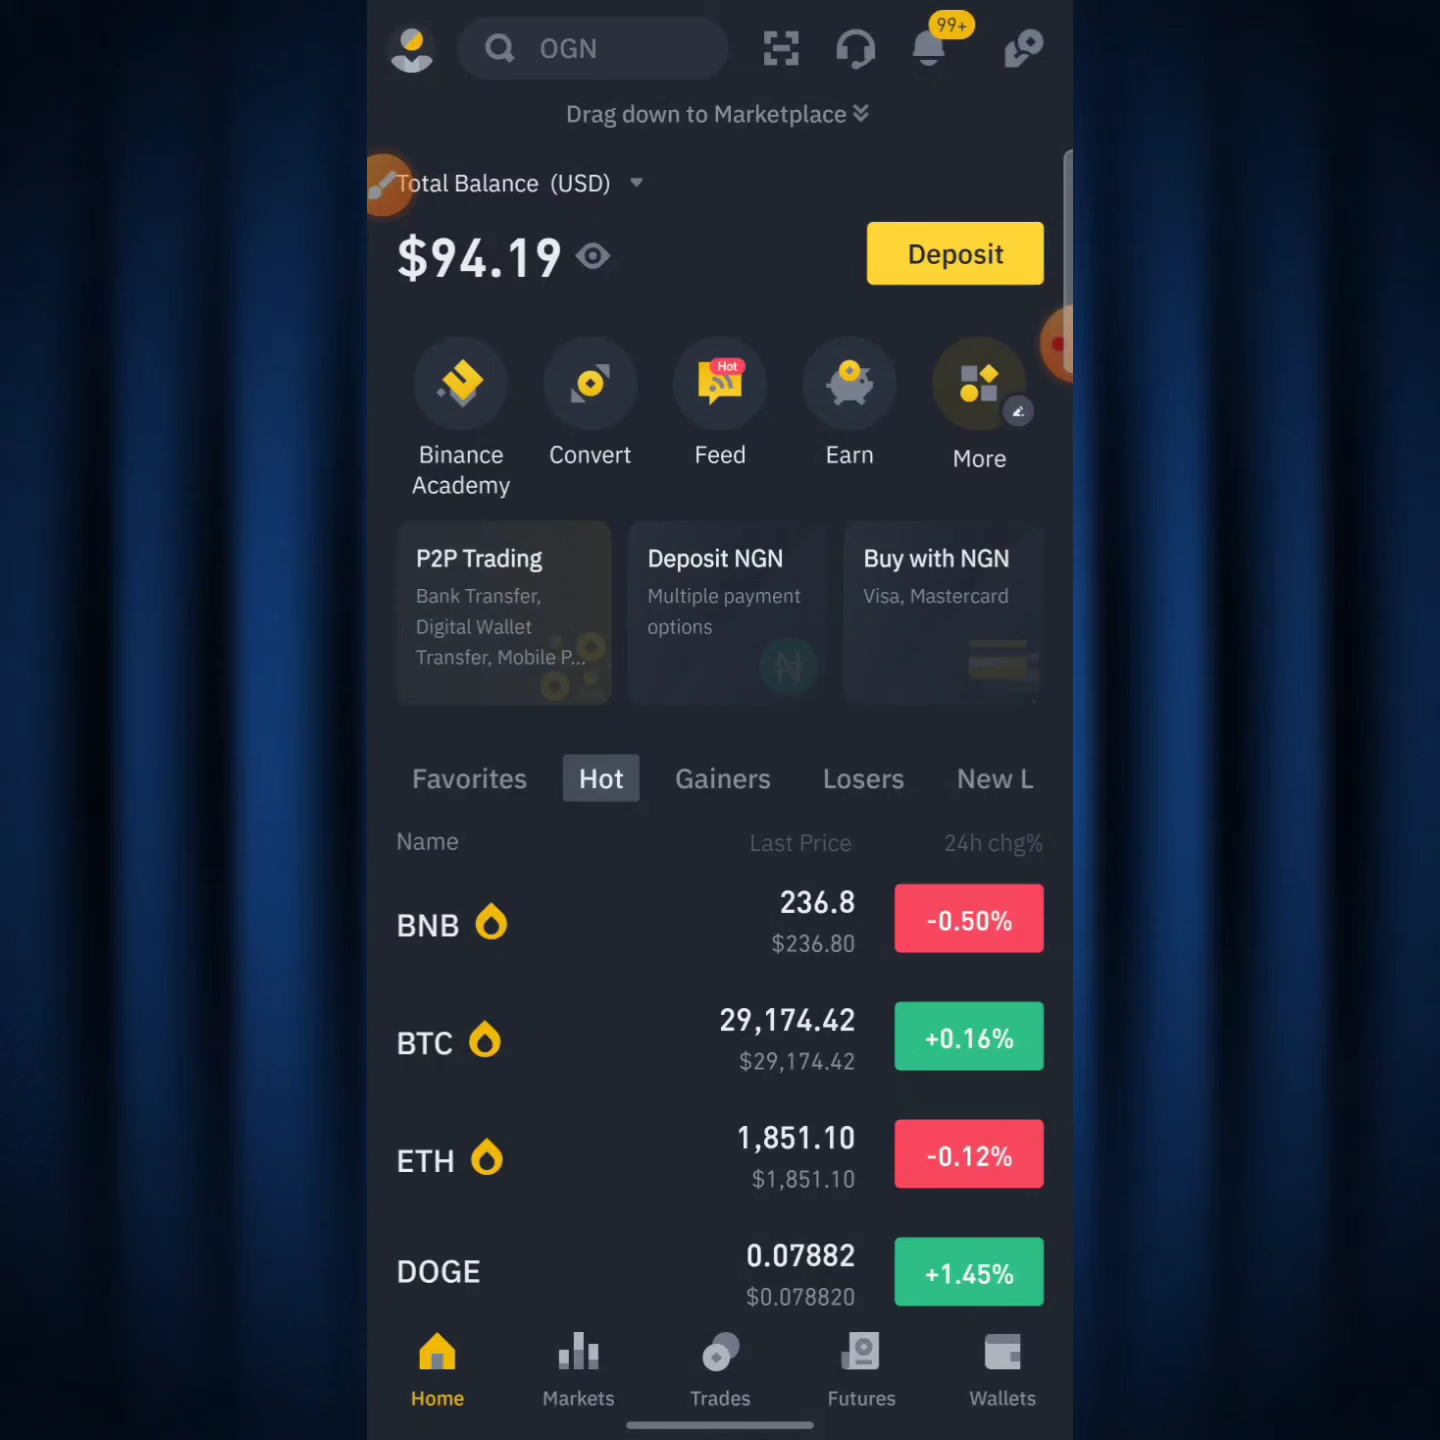 OGN
99+
Drag down to Marketplace
Total Balance (USD)
$94.19
Deposit
Hot
Binance
Academy
Convert
Feed
Earn
More
P2P Trading
Bank Transfer,
Digital Wallet
Transfer, Mobile P...
Deposit NGN
Multiple payment
options
Buy with NGN
Visa, Mastercard
Favorites Hot Gainers Losers New L
Name Last Price 24h chg%
BNB 236.8 -0.50%
$236.80
BTC 29,174.42 +0.16%
$29,174.42
ETH 1,851.10 -0.12%
$1,851.10
DOGE 0.07882 +1.45%
$0.078820
Home Markets Trades Futures Wallets